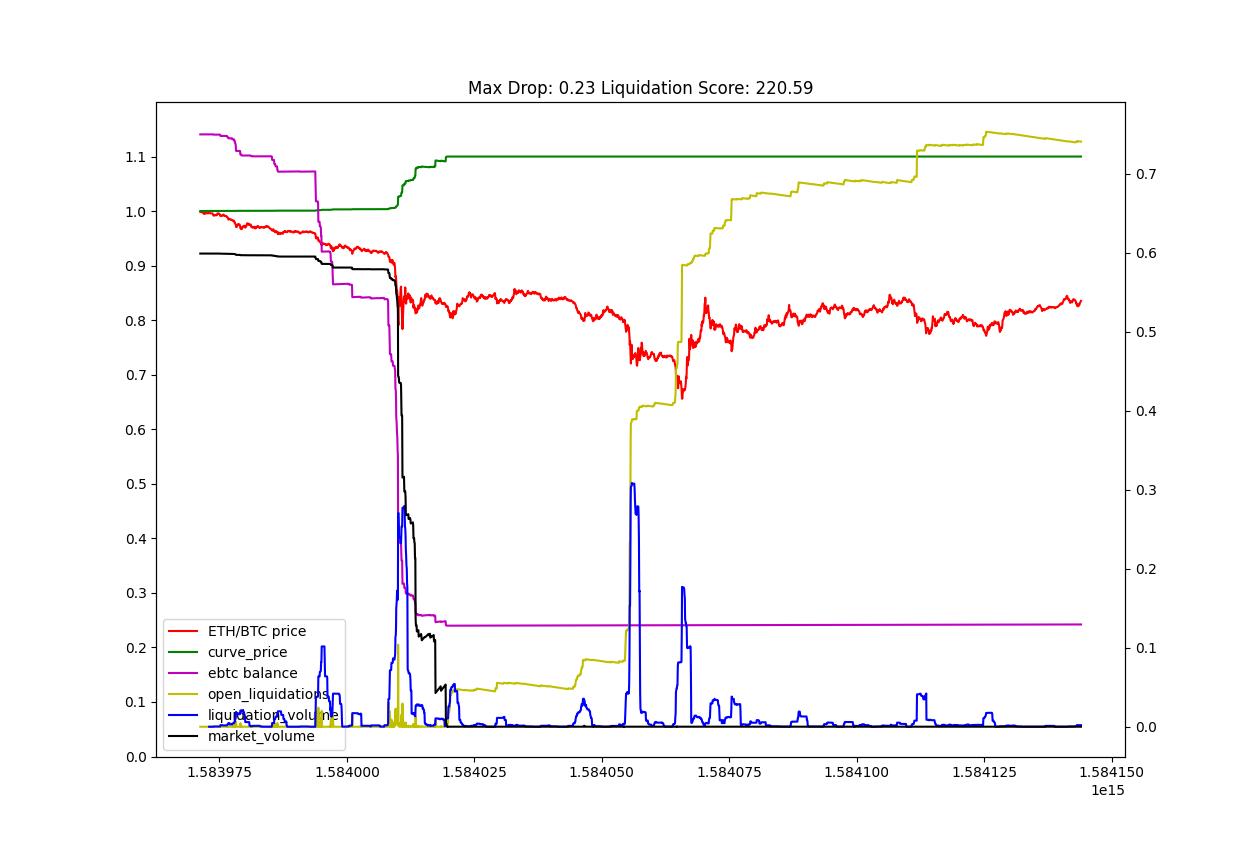 Max Drop: 0.23 Liquidation Score: 220.59
1.1
1.0
0.9
0.8
0.7
0.6
0.5
0.4
0.3
0.2
0.1
0.0
0.7
0.6
0.5
0.4
0.3
0.2
0.1
0.0
ETH/BTC price
curve_price
ebtc balance
open_liquidations
liquidation_volume
market_volume
1.583975 1.584000 1.584025 1.584050 1.584075 1.584100 1.584125 1.584150
1e15